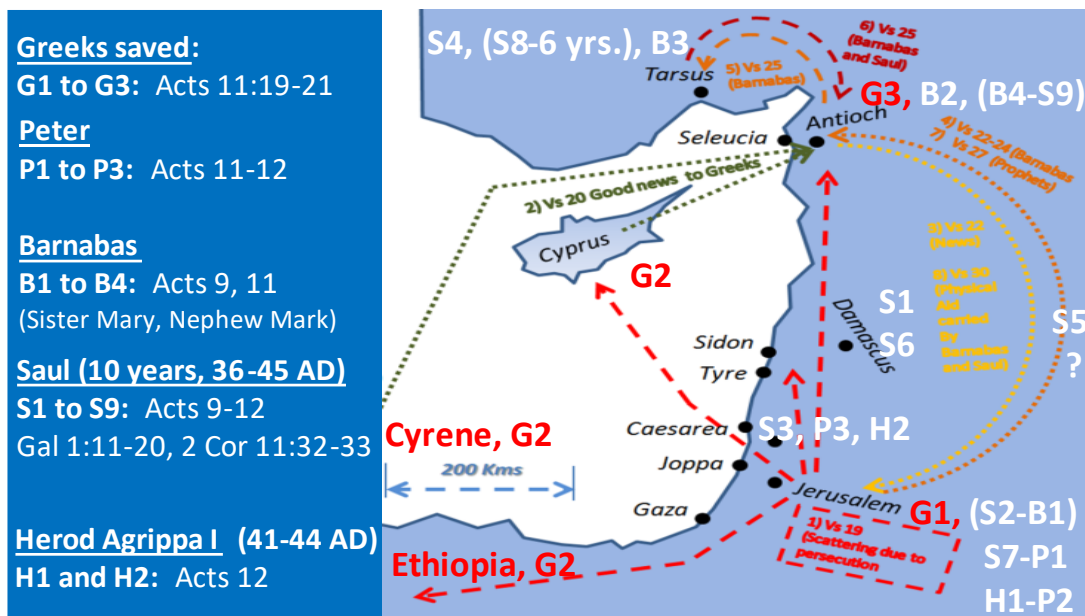 Greeks saved:
G1 to G3:  Acts 11:19-21
Peter
P1 to P3:  Acts 11-12
Barnabas
B1 to B4:  Acts 9, 11
(Sister Mary, Nephew Mark)
Saul (10 years, 36-45 AD)
S1 to S9:  Acts 9-12
Gal 1:11-20, 2 Cor 11:32-33
Herod Agrippa I  (41-44 AD)
H1 and H2:  Acts 12
S4, (S8-6 yrs.), B3
6) Vs 25
(Barnabas
and Saul)
Tarsus
5) Vs 25
(Barnabas)
G3, B2, (B4-S9)
Antioch
Seleucia
4) Vs 22-24 (Barnabas
7) Vs 27 (Prophets)
2) Vs 20 Good news to Greeks
Cyprus
G2
3) Vs 22
(News)
8) Vs 30
(Physical
Aid
carried
By
Barnabas
and Saul)
S1
S6
Damascus
S5
?
Sidon
Tyre
Cyrene, G2
Caesarea
S3, P3, H2
200 Kms
Joppa
Jerusalem
Gaza
G1, (S2-B1)
1) Vs 19
(Scattering due to
persecution
S7-P1
Ethiopia, G2
H1-P2